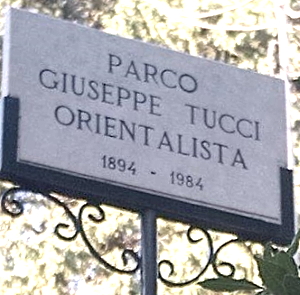 PARCO
GIUSEPPE TUCCI
ORIENTALISTA
1894 - 1984